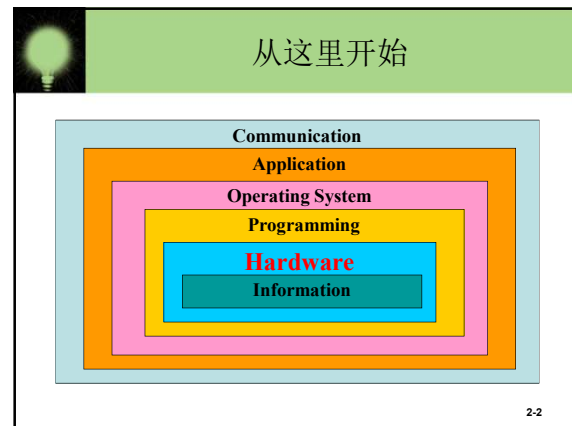 从这里开始
Communication
Application
Operating System
Programming
Hardware
Information
2-2